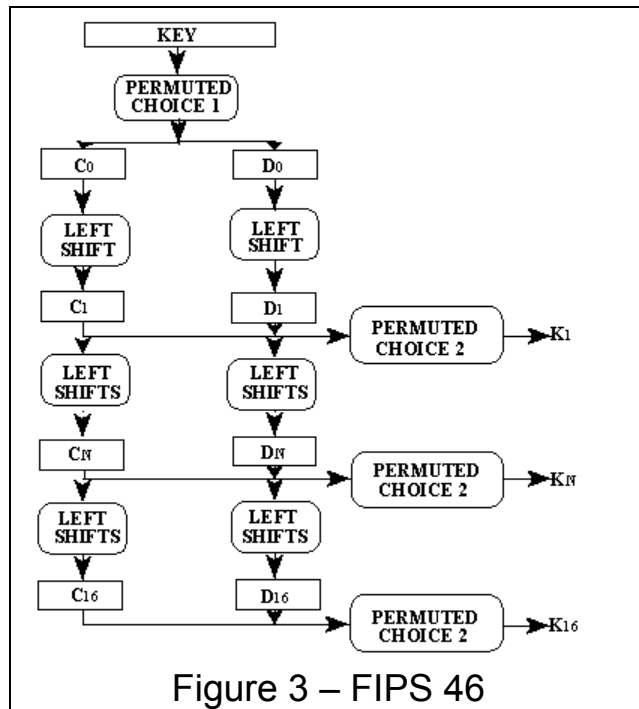 KEY
PERMUTED
CHOICE 1
C0 D0
LEFT
SHIFT
LEFT
SHIFT
C1 D1
PERMUTED
CHOICE 2
K1
LEFT
SHIFTS
LEFT
SHIFTS
CN DN
PERMUTED
CHOICE 2
KN
LEFT
SHIFTS
LEFT
SHIFTS
C16 D16
PERMUTED
CHOICE 2
K16
Figure 3 – FIPS 46